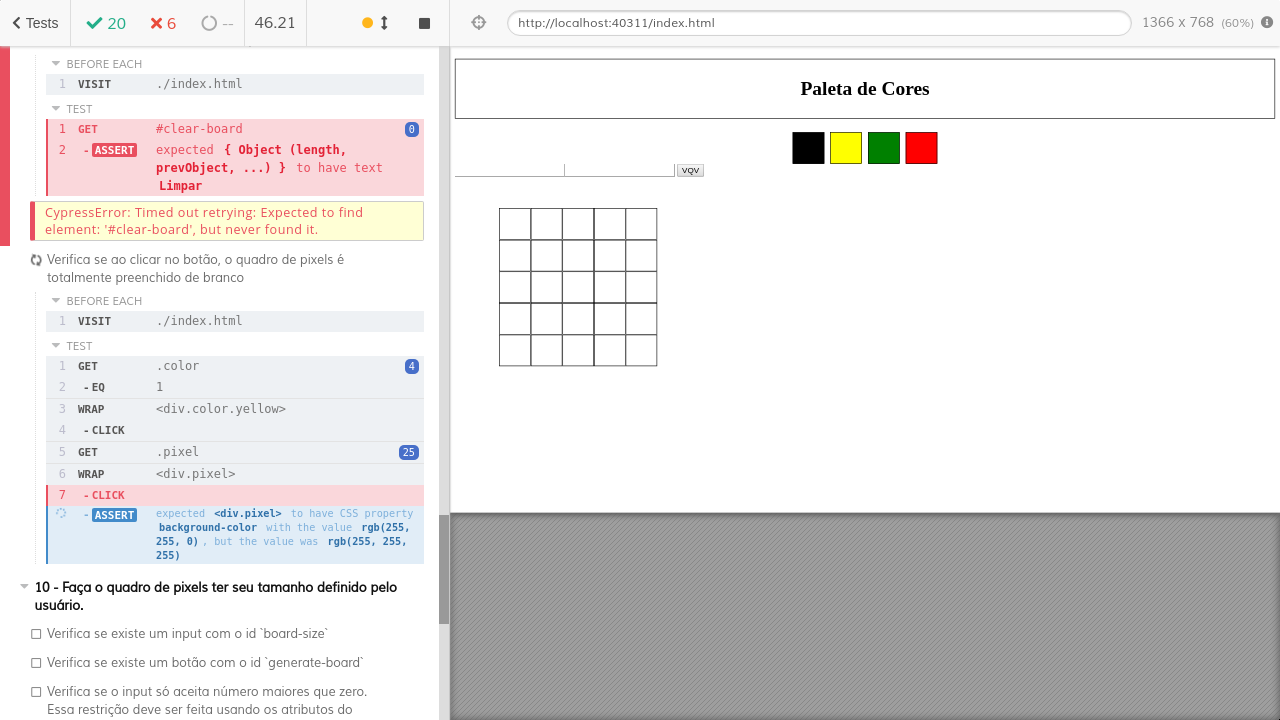 Tests
20
6
--
46.21
BEFORE EACH
1 VISIT ./index.html
TEST
1 GET #clear-board 0
2 - ASSERT expected { Object (length,
prevObject, ...) } to have text
Limpar
CypressError: Timed out retrying: Expected to find
element: '#clear-board', but never found it.
Verifica se ao clicar no botão, o quadro de pixels é
totalmente preenchido de branco
BEFORE EACH
1 VISIT ./index.html
TEST
1 GET .color 4
2 - EQ 1
3 WRAP <div.color.yellow>
4 - CLICK
5 GET .pixel 25
6 WRAP <div.pixel>
7 - CLICK
- ASSERT expected <div.pixel> to have CSS property
background-color with the value rgb(255,
255, 0) , but the value was rgb(255, 255,
255)
10 - Faça o quadro de pixels ter seu tamanho definido pelo
usuário.
Verifica se existe um input com o id `board-size`
Verifica se existe um botão com o id `generate-board`
Verifica se o input só aceita número maiores que zero.
Essa restrição deve ser feita usando os atributos do
http://localhost:40311/index.html
1366 x 768 (60%)
Paleta de Cores
VQV